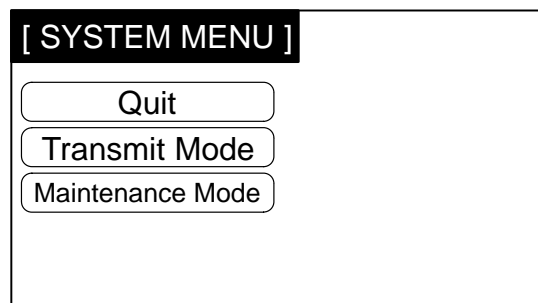 [ SYSTEM MENU ]
Quit
Transmit Mode
Maintenance Mode